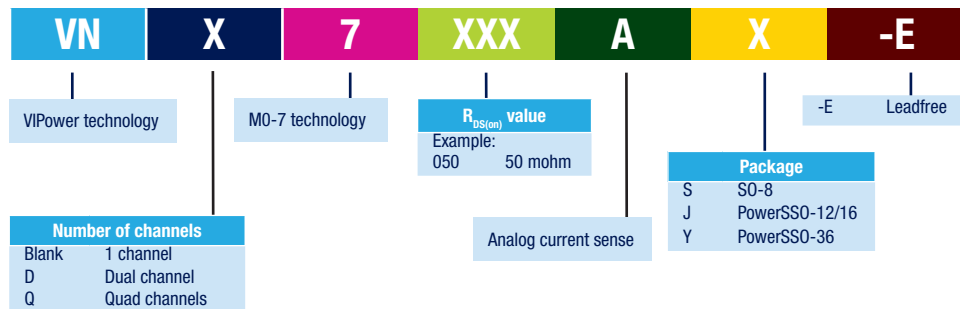 VN X 7 XXX A X -E
VIPower technology
M0-7 technology
RDS(on) value
Example:
050 50 mohm
-E Leadfree
Package
S SO-8
J PowerSSO-12/16
Y PowerSSO-36
Analog current sense
Number of channels
Blank 1 channel
D Dual channel
Q Quad channels